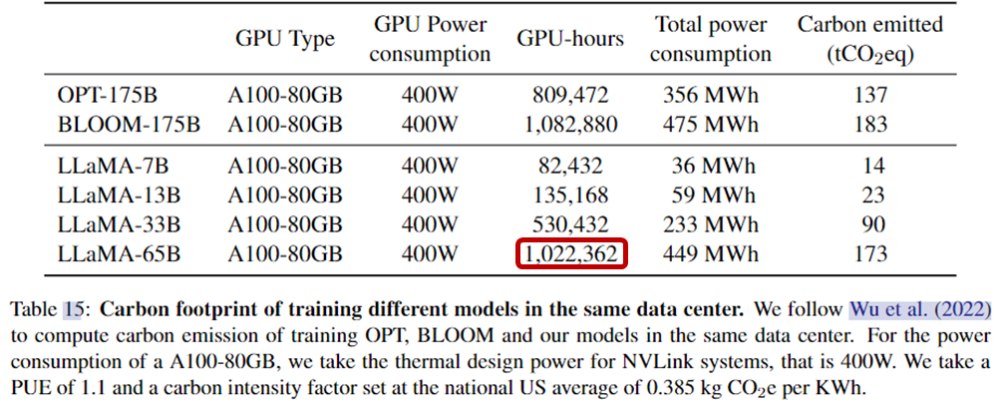 GPU Type GPU Power consumption GPU-hours Total power consumption Carbon emitted (tCO₂eq)
OPT-175B A100-80GB 400W 809,472 356 MWh 137
BLOOM-175B A100-80GB 400W 1,082,880 475 MWh 183
LLaMA-7B A100-80GB 400W 82,432 36 MWh 14
LLaMA-13B A100-80GB 400W 135,168 59 MWh 23
LLaMA-33B A100-80GB 400W 530,432 233 MWh 90
LLaMA-65B A100-80GB 400W 1,022,362 449 MWh 173
Table 15: Carbon footprint of training different models in the same data center. We follow Wu et al. (2022)
to compute carbon emission of training OPT, BLOOM and our models in the same data center. For the power
consumption of a A100-80GB, we take the thermal design power for NVLink systems, that is 400W. We take a
PUE of 1.1 and a carbon intensity factor set at the national US average of 0.385 kg CO₂e per KWh.